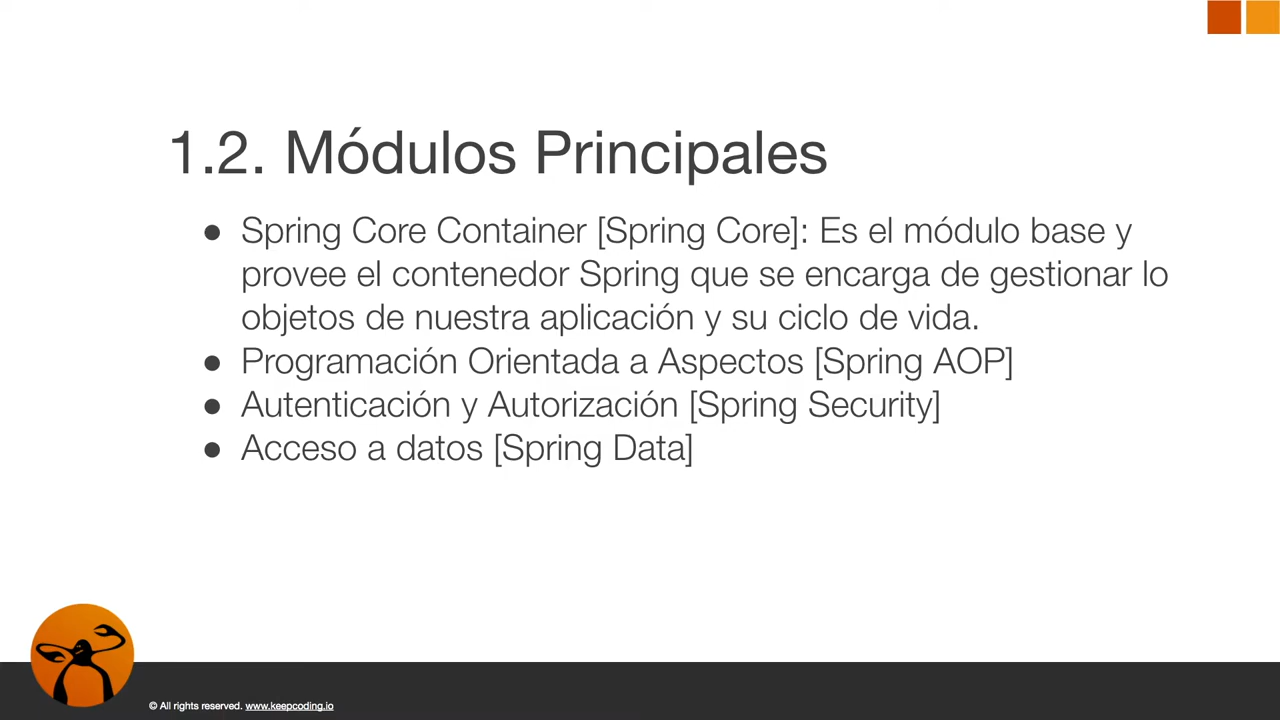 1.2. Módulos Principales
● Spring Core Container [Spring Core]: Es el módulo base y
provee el contenedor Spring que se encarga de gestionar lo
objetos de nuestra aplicación y su ciclo de vida.
● Programación Orientada a Aspectos [Spring AOP]
● Autenticación y Autorización [Spring Security]
● Acceso a datos [Spring Data]
© All rights reserved. www.keepcoding.io